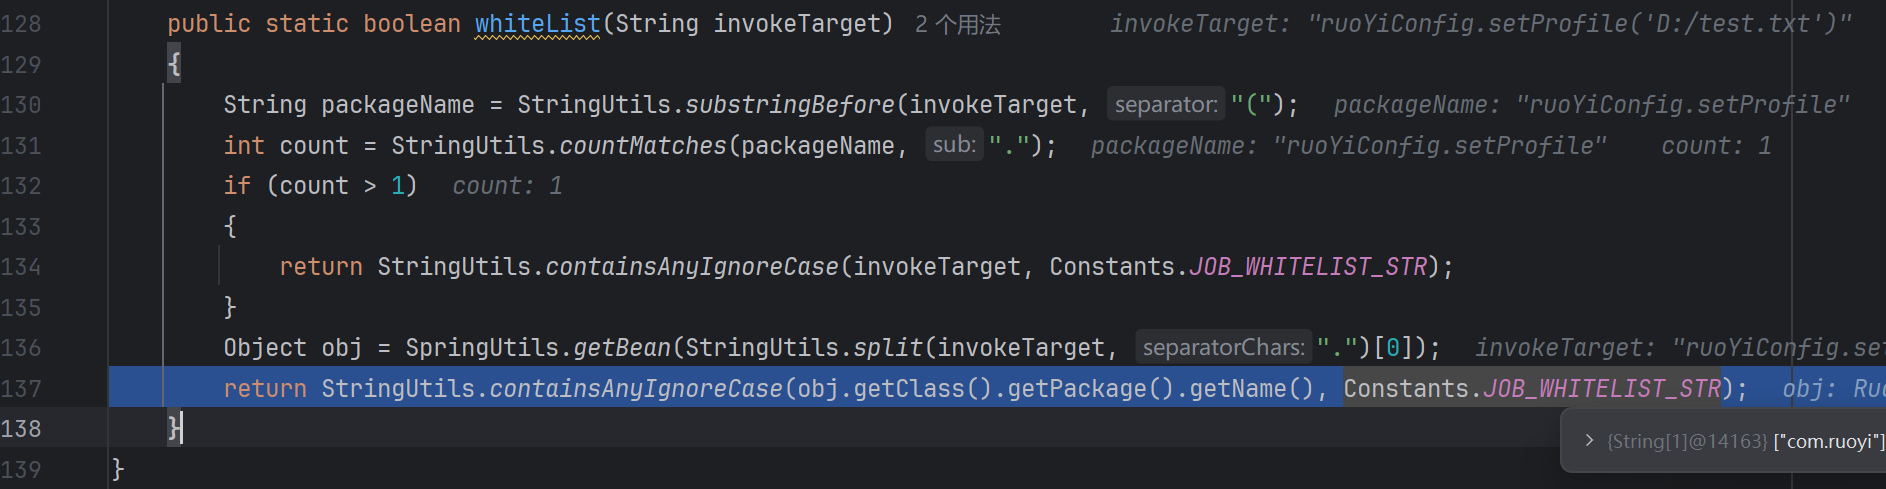 128 public static boolean whiteList(String invokeTarget) 2 个用法 invokeTarget: "ruoYiConfig.setProfile('D:/test.txt')"
129 {
130 String packageName = StringUtils.substringBefore(invokeTarget, separator: "("); packageName: "ruoYiConfig.setProfile"
131 int count = StringUtils.countMatches(packageName, sub: "."); packageName: "ruoYiConfig.setProfile" count: 1
132 if (count > 1) count: 1
133 {
134 return StringUtils.containsAnyIgnoreCase(invokeTarget, Constants.JOB_WHITELIST_STR);
135 }
136 Object obj = SpringUtils.getBean(StringUtils.split(invokeTarget, separatorChars: ".")[0]); invokeTarget: "ruoYiConfig.se
137 return StringUtils.containsAnyIgnoreCase(obj.getClass().getPackage().getName(), Constants.JOB_WHITELIST_STR); obj: Ruo
138 }
{String[1]@14163} ["com.ruoyi"]
139 }